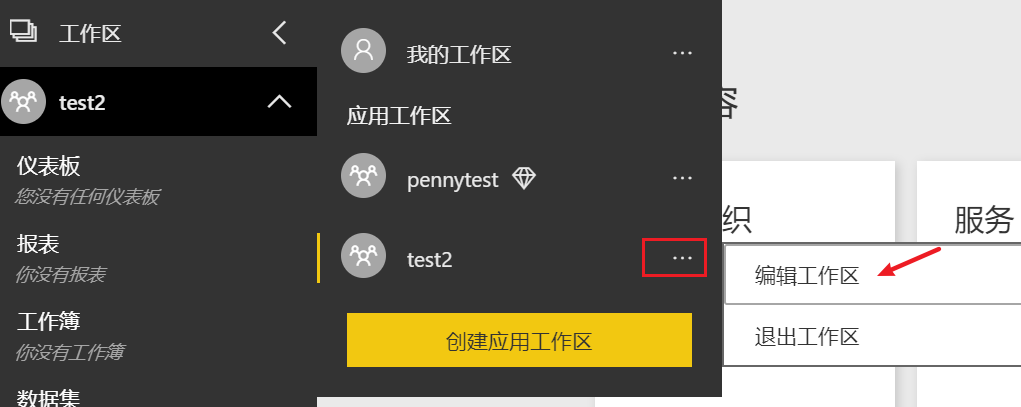 工作区
test2
仪表板
您没有任何仪表板
报表
你没有报表
工作簿
你没有工作簿
数据集
我的工作区
应用工作区
pennytest
test2
创建应用工作区
容
织
服务
编辑工作区
退出工作区